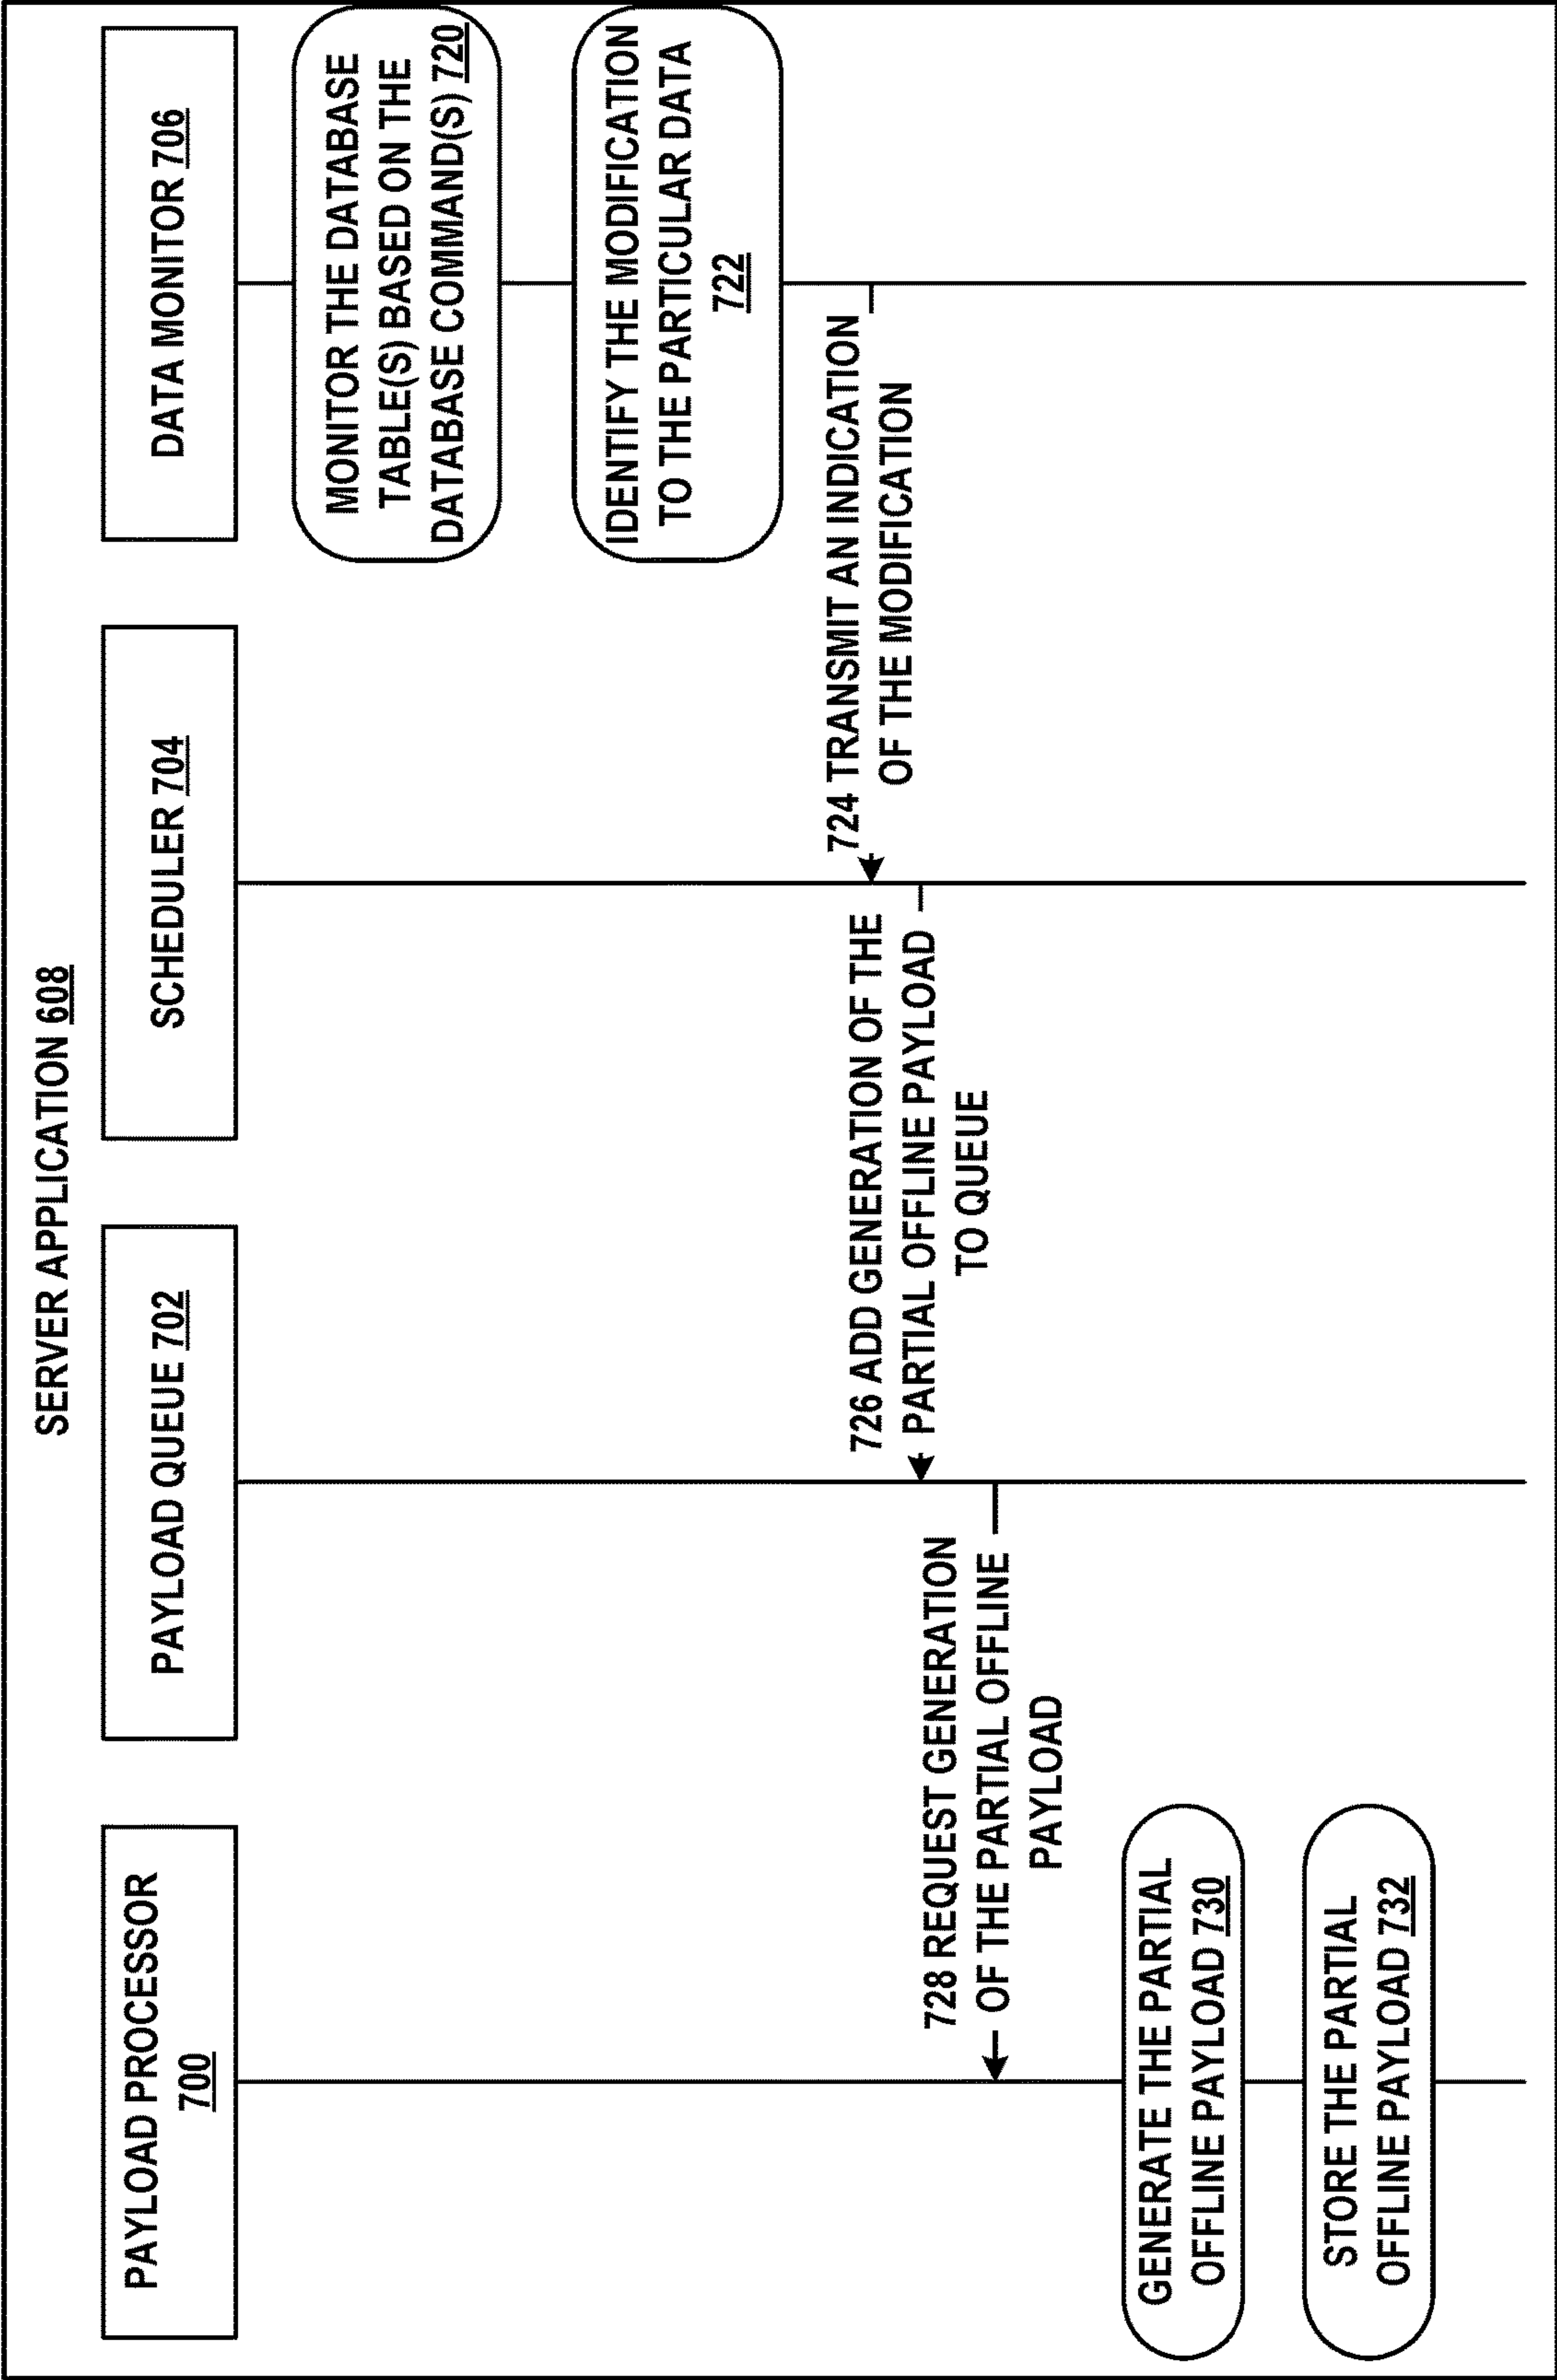 SERVER APPLICATION 608
PAYLOAD PROCESSOR
700
PAYLOAD QUEUE 702
SCHEDULER 704
DATA MONITOR 706
MONITOR THE DATABASE
TABLE(S) BASED ON THE
DATABASE COMMAND(S) 720
IDENTIFY THE MODIFICATION
TO THE PARTICULAR DATA
722
724 TRANSMIT AN INDICATION
OF THE MODIFICATION
726 ADD GENERATION OF THE
PARTIAL OFFLINE PAYLOAD
TO QUEUE
728 REQUEST GENERATION
OF THE PARTIAL OFFLINE
PAYLOAD
GENERATE THE PARTIAL
OFFLINE PAYLOAD 730
STORE THE PARTIAL
OFFLINE PAYLOAD 732